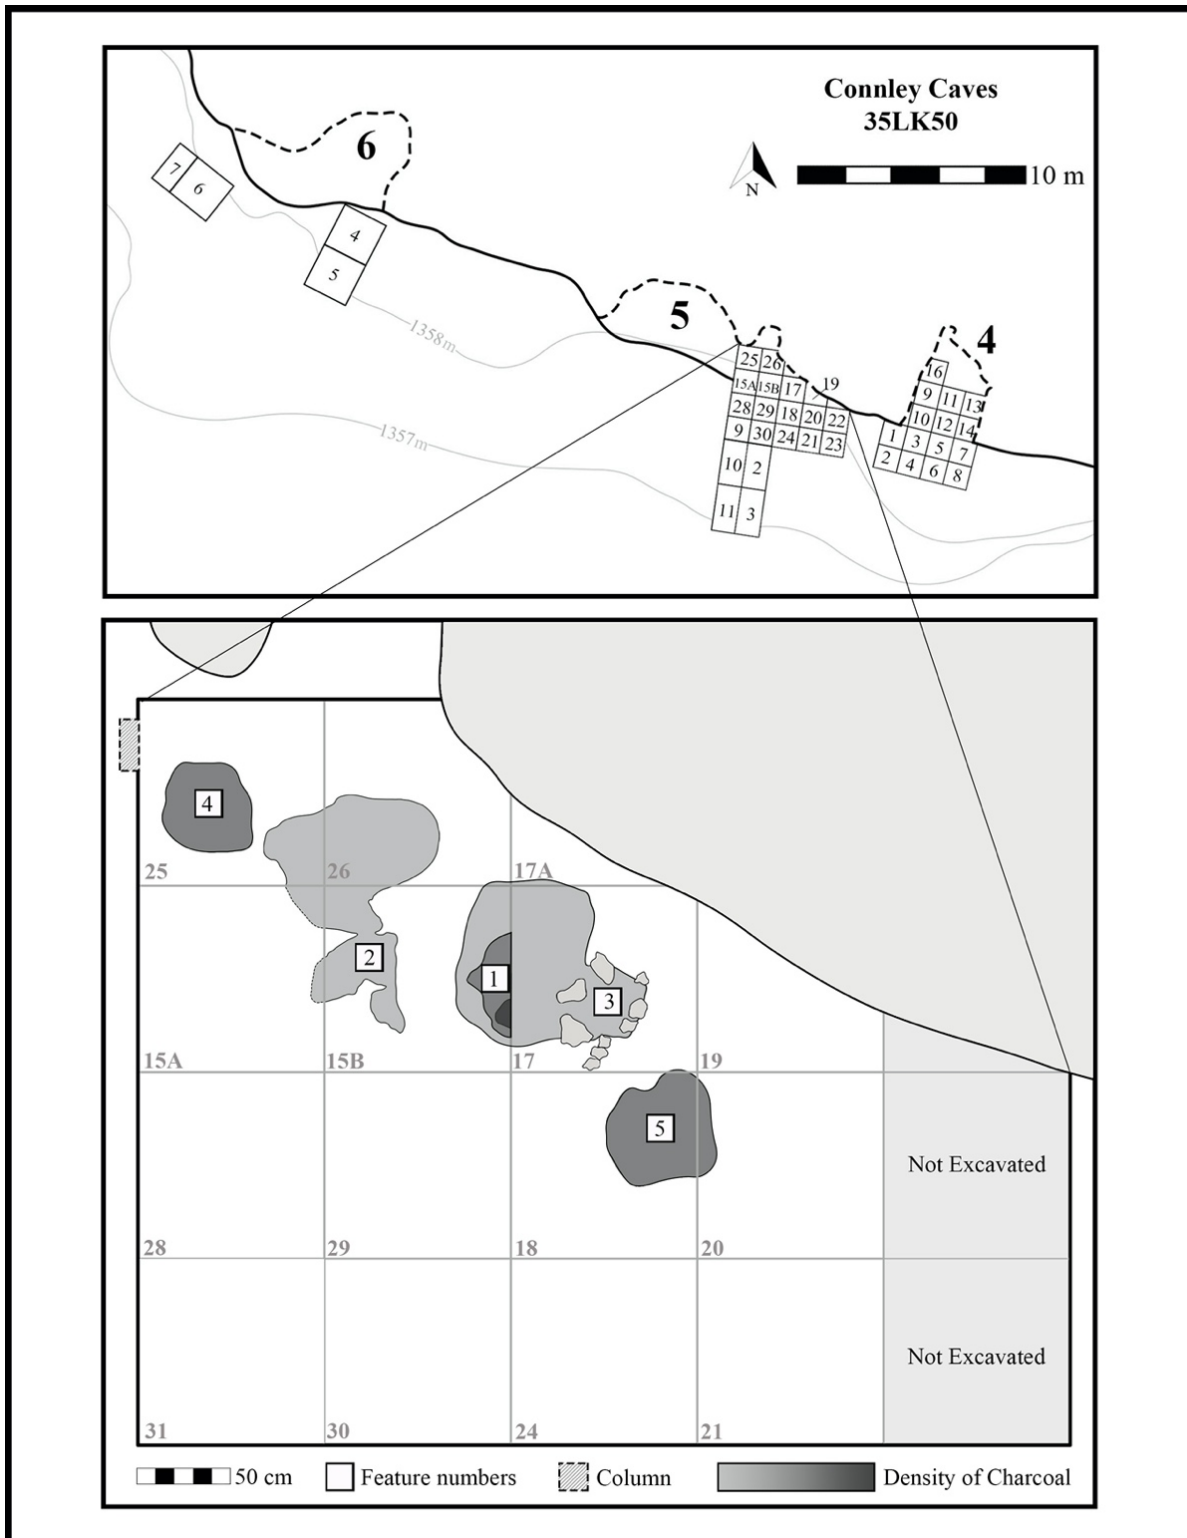 Connley Caves
35LK50
N
10 m
6
7
6
4
5
1358m
5
4
1357m
25 26
15A 15B 17 19
28 29 18 20 22
9 30 24 21 23
10 2
11 3
16
9 11 13
10 12 14
1 3 5 7
2 4 6 8
4
25 26 17A
2
1
3
15A 15B 17 19
5
Not Excavated
28 29 18 20
Not Excavated
31 30 24 21
50 cm Feature numbers Column Density of Charcoal